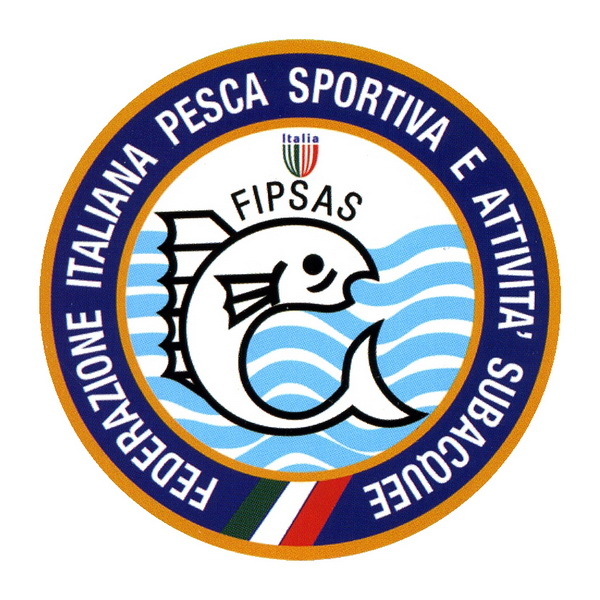 FEDERAZIONE ITALIANA PESCA SPORTIVA E ATTIVITA' SUBACQUEE
Italia
FIPSAS